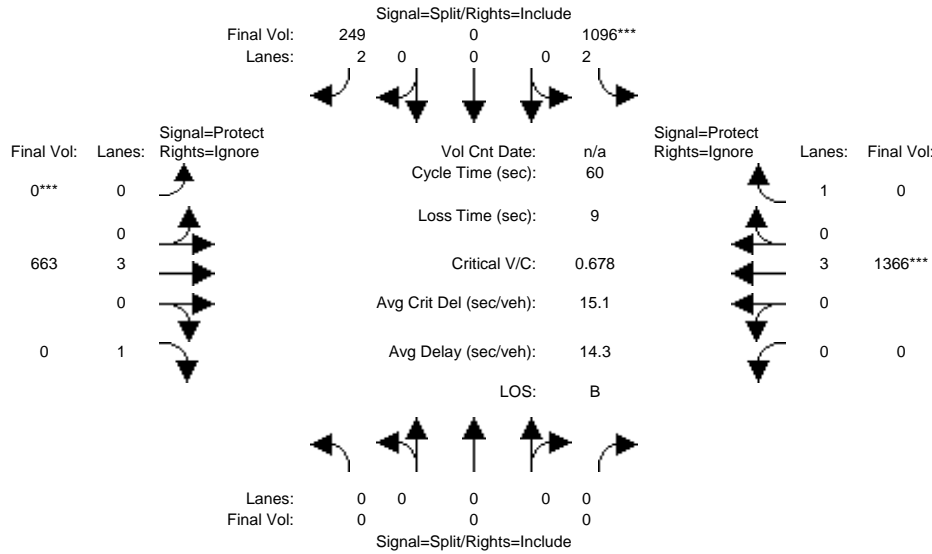 Signal=Split/Rights=Include
Final Vol: 249 0 1096***
Lanes: 2 0 0 0 2
Signal=Protect Signal=Protect
Final Vol: Lanes: Rights=Ignore Vol Cnt Date: n/a Rights=Ignore Lanes: Final Vol:
Cycle Time (sec): 60
0*** 0 1 0
Loss Time (sec): 9
0 0
663 3 Critical V/C: 0.678 3 1366***
0 Avg Crit Del (sec/veh): 15.1 0
0 1 Avg Delay (sec/veh): 14.3 0 0
LOS: B
Lanes: 0 0 0 0 0
Final Vol: 0 0 0
Signal=Split/Rights=Include